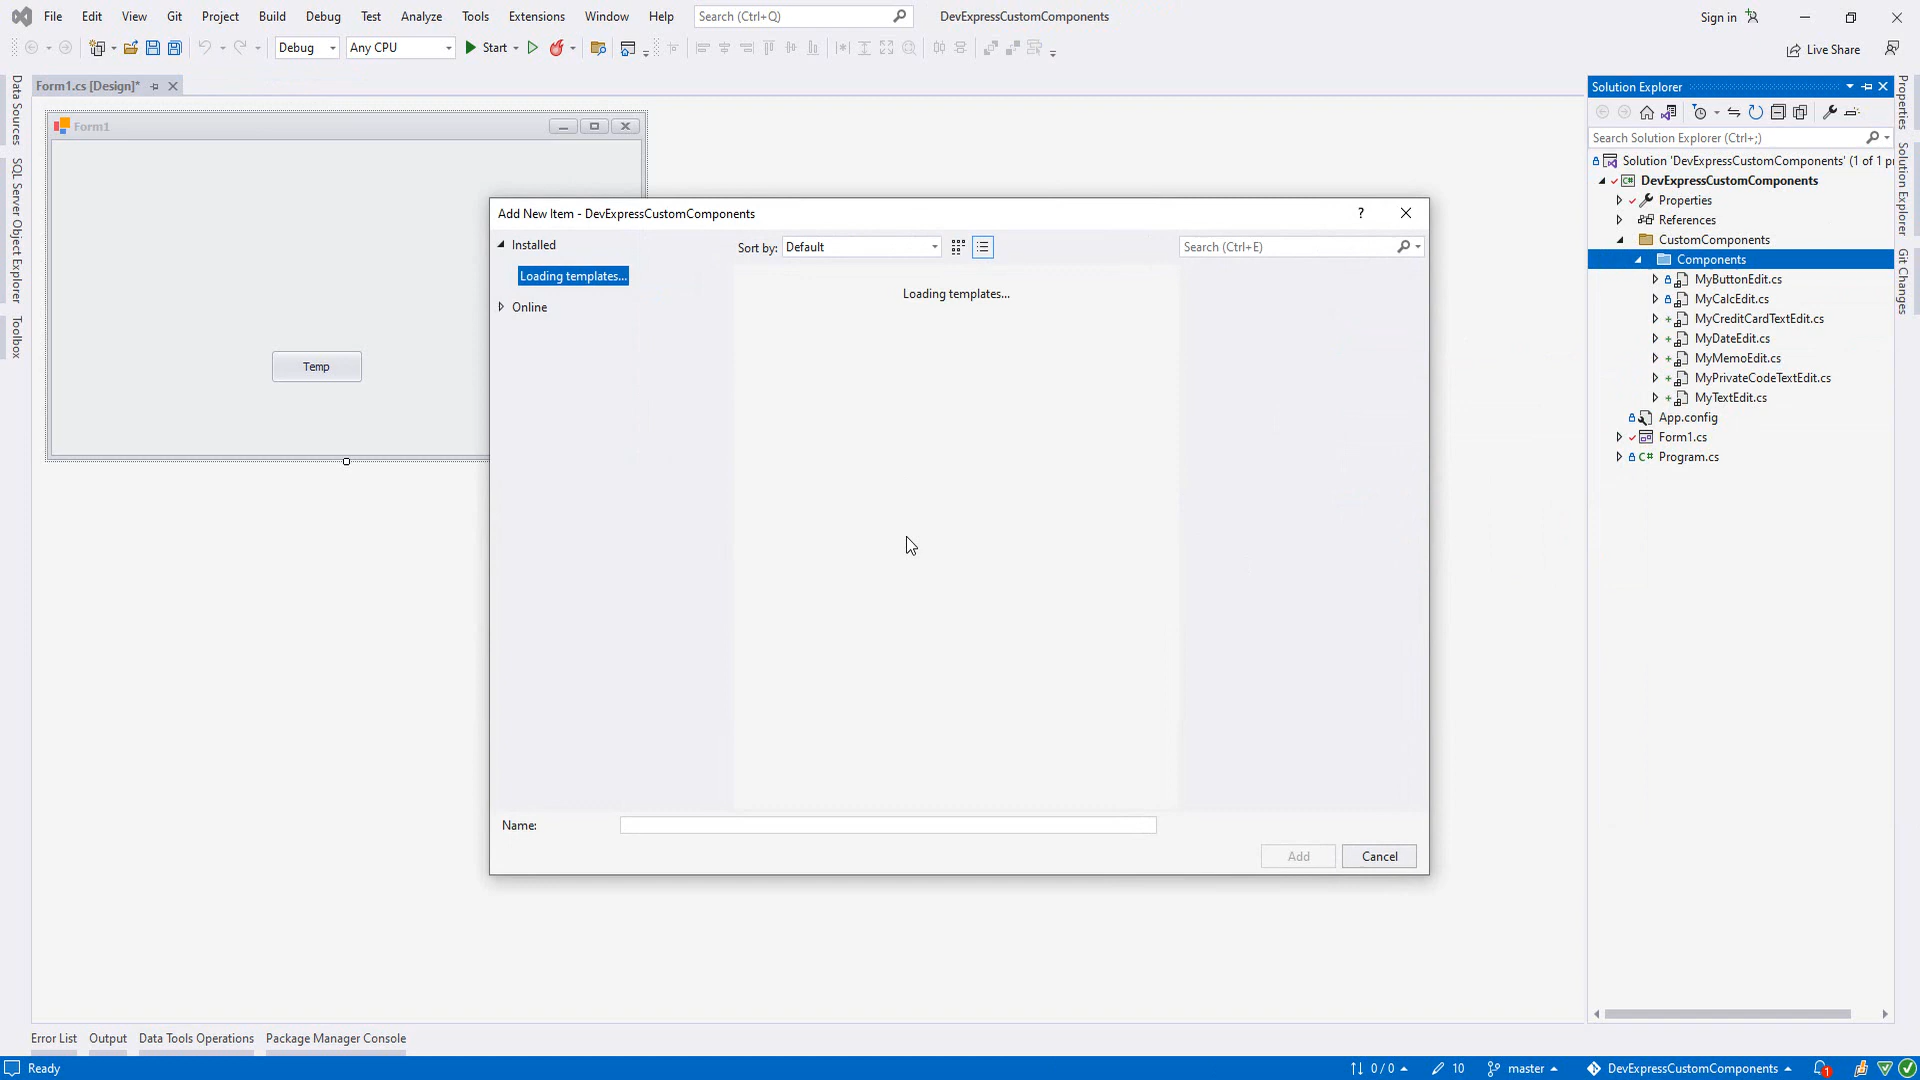 File Edit View Git Project Build Debug Test Analyze Tools Extensions Window Help Search (Ctrl+Q) DevExpressCustomComponents Sign in
Debug Any CPU Start Live Share
Form1.cs [Design]*
Data Sources
SQL Server Object Explorer
Toolbox
Form1
Temp
Add New Item - DevExpressCustomComponents ?
Installed
Loading templates...
Online
Sort by: Default
Search (Ctrl+E)
Loading templates...
Name:
Add Cancel
Solution Explorer
Search Solution Explorer (Ctrl+;)
Solution 'DevExpressCustomComponents' (1 of 1 pr
DevExpressCustomComponents
Properties
References
CustomComponents
Components
MyButtonEdit.cs
MyCalcEdit.cs
MyCreditCardTextEdit.cs
MyDateEdit.cs
MyMemoEdit.cs
MyPrivateCodeTextEdit.cs
MyTextEdit.cs
App.config
Form1.cs
C# Program.cs
Properties
Solution Explorer
Git Changes
Error List Output Data Tools Operations Package Manager Console
Ready 0 / 0 10 master DevExpressCustomComponents 1